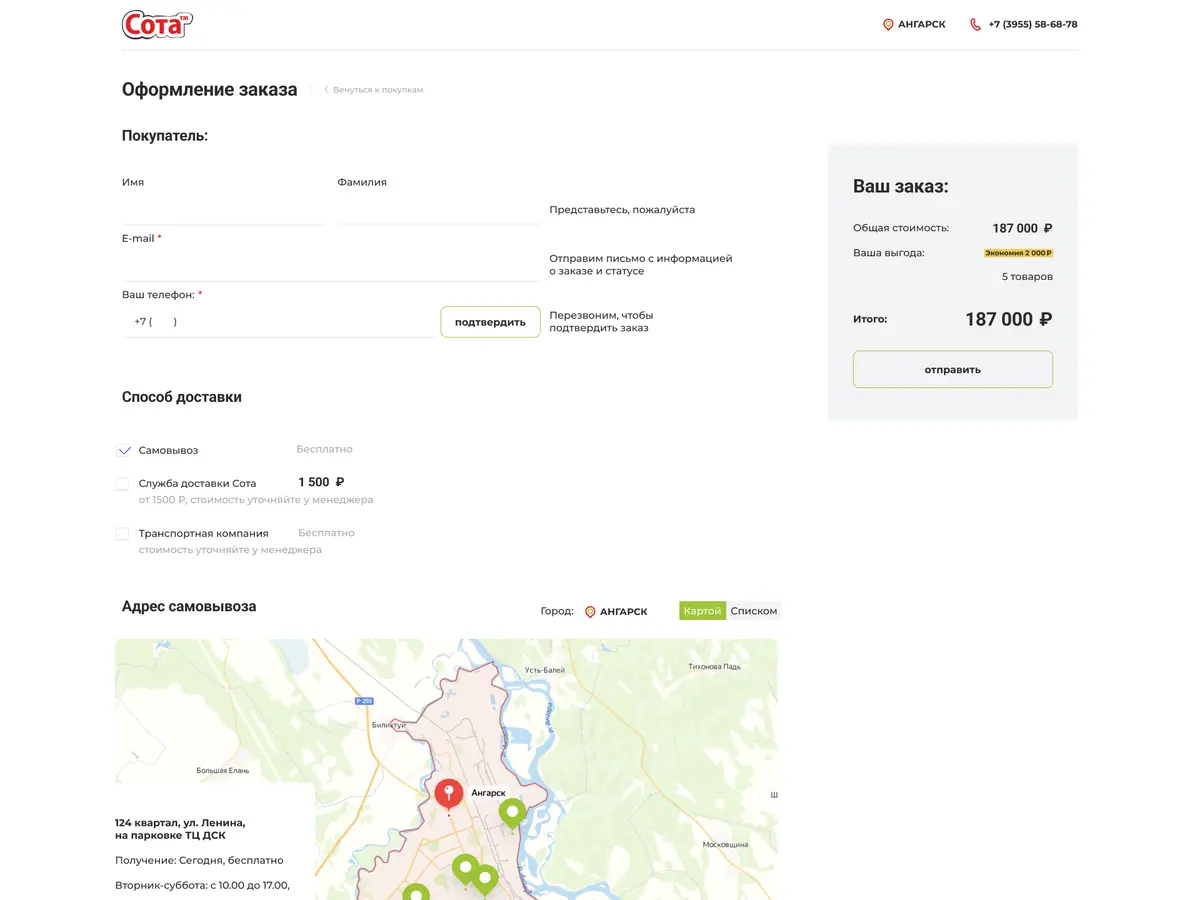 Сота™
АНГАРСК
+7 (3955) 58-68-78
Оформление заказа
Венуться к покупкам
Покупатель:
Имя
Фамилия
Представьтесь, пожалуйста
E-mail *
Отправим письмо с информацией
о заказе и статусе
Ваш телефон: *
+7 ( )
подтвердить
Перезвоним, чтобы
подтвердить заказ
Ваш заказ:
Общая стоимость: 187 000 ₽
Ваша выгода: Экономия 2 000 ₽
5 товаров
Итого: 187 000 ₽
отправить
Способ доставки
Самовывоз Бесплатно
Служба доставки Сота 1 500 ₽
от 1500 Р, стоимость уточняйте у менеджера
Транспортная компания Бесплатно
стоимость уточняйте у менеджера
Адрес самовывоза
Город: АНГАРСК
Картой Списком
Усть-Балей
Тихонова Падь
Р-255
Биликтуй
р. Ангара
Большая Елань
Ангарск
Ш
Московщина
124 квартал, ул. Ленина,
на парковке ТЦ ДСК
Получение: Сегодня, бесплатно
Вторник-суббота: с 10.00 до 17.00,